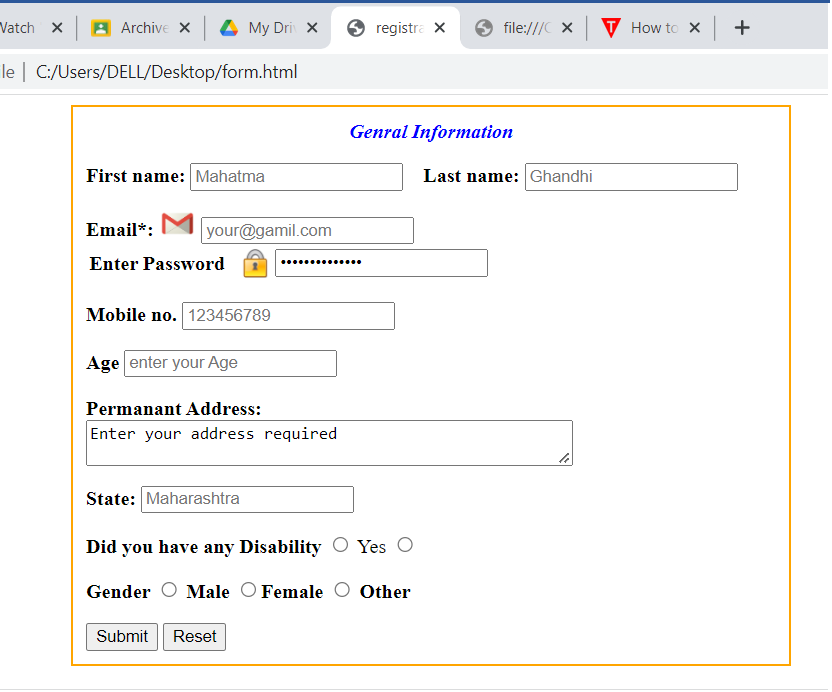 Watch Archive My Dri registra file:///C How to
le C:/Users/DELL/Desktop/form.html
Genral Information
First name: Mahatma Last name: Ghandhi
Email*: your@gamil.com
Enter Password ••••••••••••••
Mobile no. 123456789
Age enter your Age
Permanant Address:
Enter your address required
State: Maharashtra
Did you have any Disability Yes
Gender Male Female Other
Submit Reset